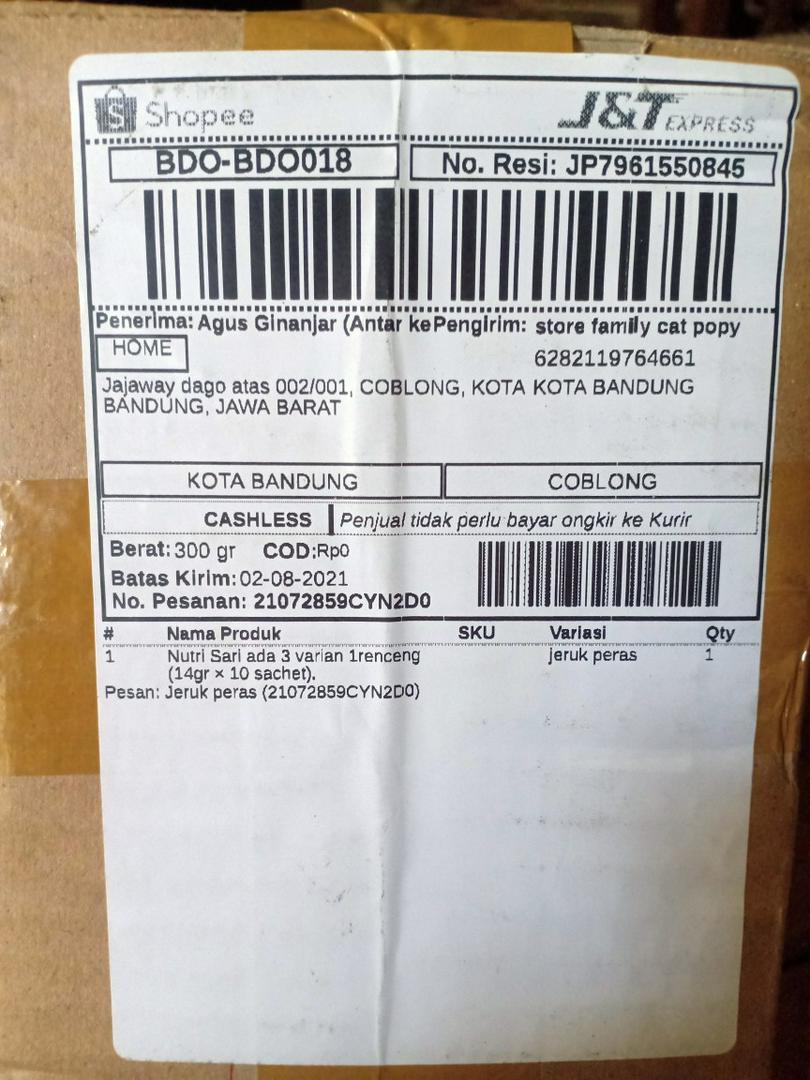 Shopee J&T EXPRESS
BDO-BDO018 No. Resi: JP7961550845
Penerima: Agus Ginanjar (Antar ke Pengirim: store family cat popy
HOME 6282119764661
Jajaway dago atas 002/001, COBLONG, KOTA KOTA BANDUNG
BANDUNG, JAWA BARAT
KOTA BANDUNG COBLONG
CASHLESS Penjual tidak perlu bayar ongkir ke Kurir
Berat: 300 gr COD: Rp0
Batas Kirim: 02-08-2021
No. Pesanan: 21072859CYN2D0
# Nama Produk SKU Variasi Qty
1 Nutri Sari ada 3 varian 1renceng jeruk peras 1
(14gr × 10 sachet).
Pesan: Jeruk peras (21072859CYN2D0)